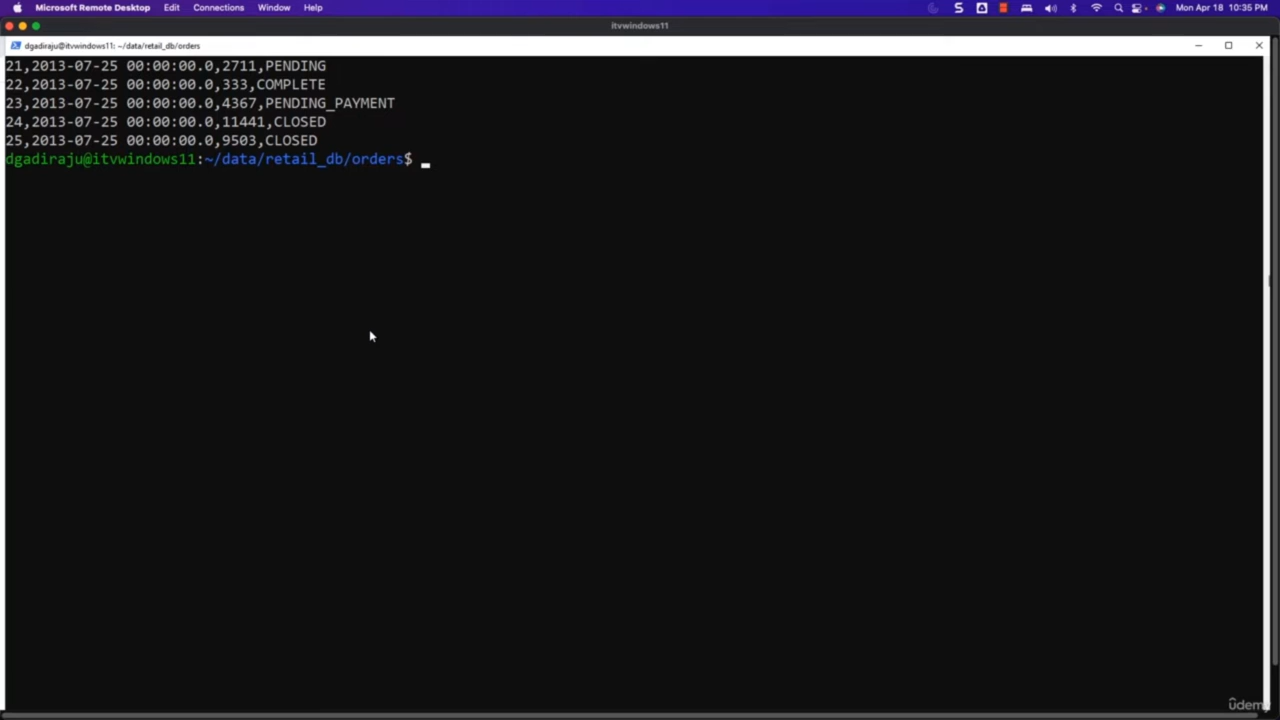 Microsoft Remote Desktop Edit Connections Window Help Mon Apr 18 10:35 PM
itvwindows11
dgadiraju@itvwindows11: ~/data/retail_db/orders
21,2013-07-25 00:00:00.0,2711,PENDING
22,2013-07-25 00:00:00.0,333,COMPLETE
23,2013-07-25 00:00:00.0,4367,PENDING_PAYMENT
24,2013-07-25 00:00:00.0,11441,CLOSED
25,2013-07-25 00:00:00.0,9503,CLOSED
dgadiraju@itvwindows11:~/data/retail_db/orders$
ûdemy